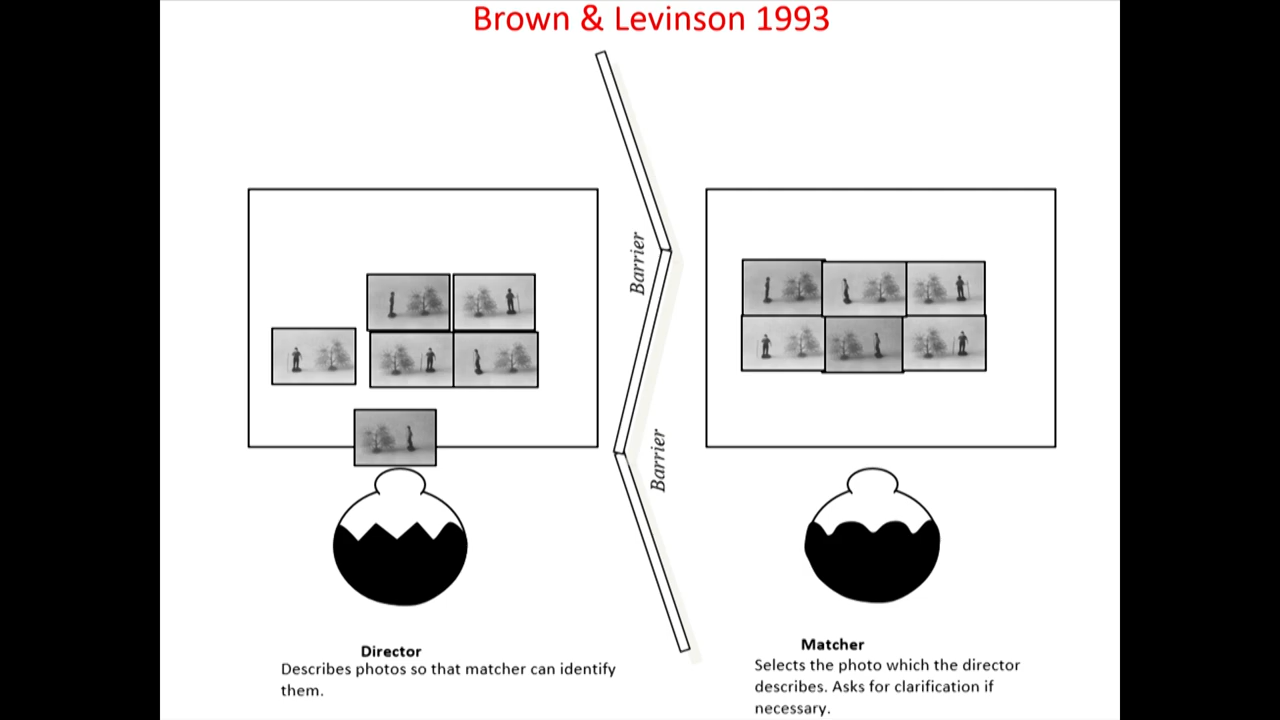 Brown & Levinson 1993
Barrier
Barrier
Director
Describes photos so that matcher can identify
them.
Matcher
Selects the photo which the director
describes. Asks for clarification if
necessary.